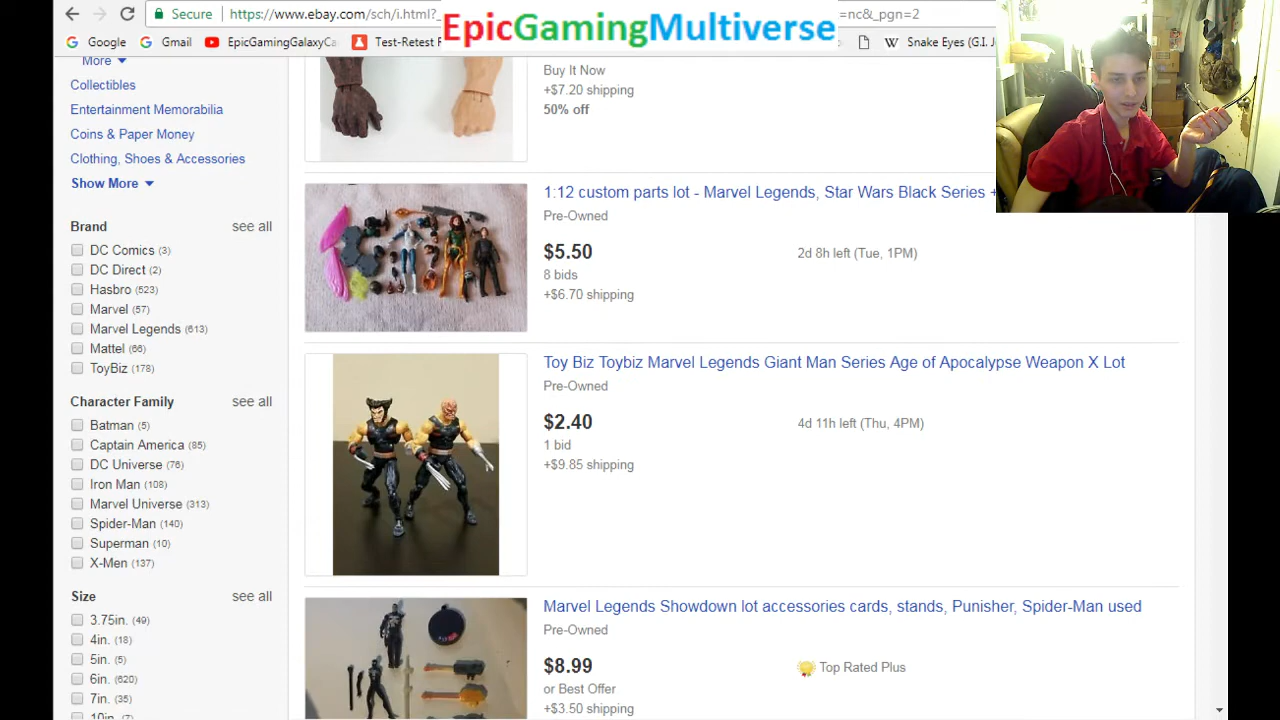 Secure
https://www.ebay.com/sch/i.html?_
EpicGamingMultiverse
=nc&_pgn=2
Google
Gmail
EpicGamingGalaxyCa
Test-Retest R
Snake Eyes (G.I. J
More
Collectibles
Entertainment Memorabilia
Coins & Paper Money
Clothing, Shoes & Accessories
Show More
Brand
see all
DC Comics (3)
DC Direct (2)
Hasbro (523)
Marvel (57)
Marvel Legends (613)
Mattel (66)
ToyBiz (178)
Character Family
see all
Batman (5)
Captain America (85)
DC Universe (76)
Iron Man (108)
Marvel Universe (313)
Spider-Man (140)
Superman (10)
X-Men (137)
Size
see all
3.75in. (49)
4in. (18)
5in. (5)
6in. (620)
7in. (35)
Buy It Now
+$7.20 shipping
50% off
1:12 custom parts lot - Marvel Legends, Star Wars Black Series +
Pre-Owned
$5.50
2d 8h left (Tue, 1PM)
8 bids
+$6.70 shipping
Toy Biz Toybiz Marvel Legends Giant Man Series Age of Apocalypse Weapon X Lot
Pre-Owned
$2.40
4d 11h left (Thu, 4PM)
1 bid
+$9.85 shipping
Marvel Legends Showdown lot accessories cards, stands, Punisher, Spider-Man used
Pre-Owned
$8.99
Top Rated Plus
or Best Offer
+$3.50 shipping